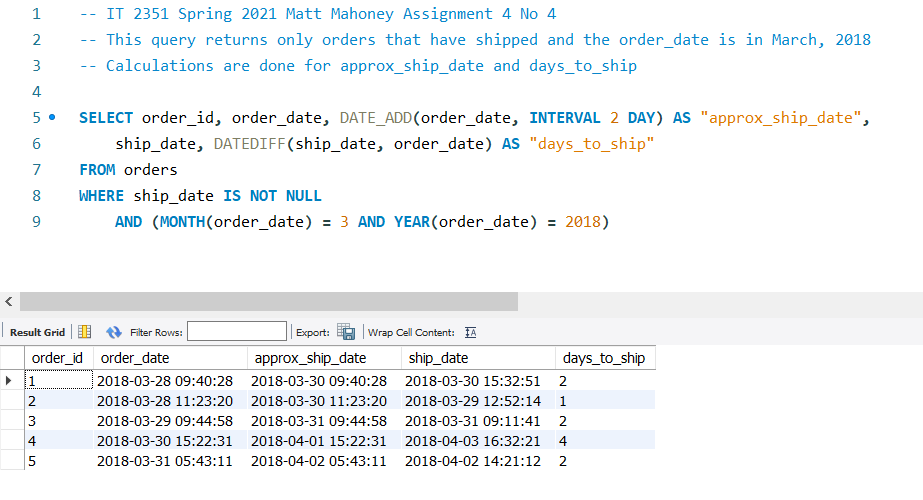 1 -- IT 2351 Spring 2021 Matt Mahoney Assignment 4 No 4
2 -- This query returns only orders that have shipped and the order_date is in March, 2018
3 -- Calculations are done for approx_ship_date and days_to_ship
4
5 SELECT order_id, order_date, DATE_ADD(order_date, INTERVAL 2 DAY) AS "approx_ship_date",
6 ship_date, DATEDIFF(ship_date, order_date) AS "days_to_ship"
7 FROM orders
8 WHERE ship_date IS NOT NULL
9 AND (MONTH(order_date) = 3 AND YEAR(order_date) = 2018)
Result Grid Filter Rows: Export: Wrap Cell Content:
order_id order_date approx_ship_date ship_date days_to_ship
1 2018-03-28 09:40:28 2018-03-30 09:40:28 2018-03-30 15:32:51 2
2 2018-03-28 11:23:20 2018-03-30 11:23:20 2018-03-29 12:52:14 1
3 2018-03-29 09:44:58 2018-03-31 09:44:58 2018-03-31 09:11:41 2
4 2018-03-30 15:22:31 2018-04-01 15:22:31 2018-04-03 16:32:21 4
5 2018-03-31 05:43:11 2018-04-02 05:43:11 2018-04-02 14:21:12 2